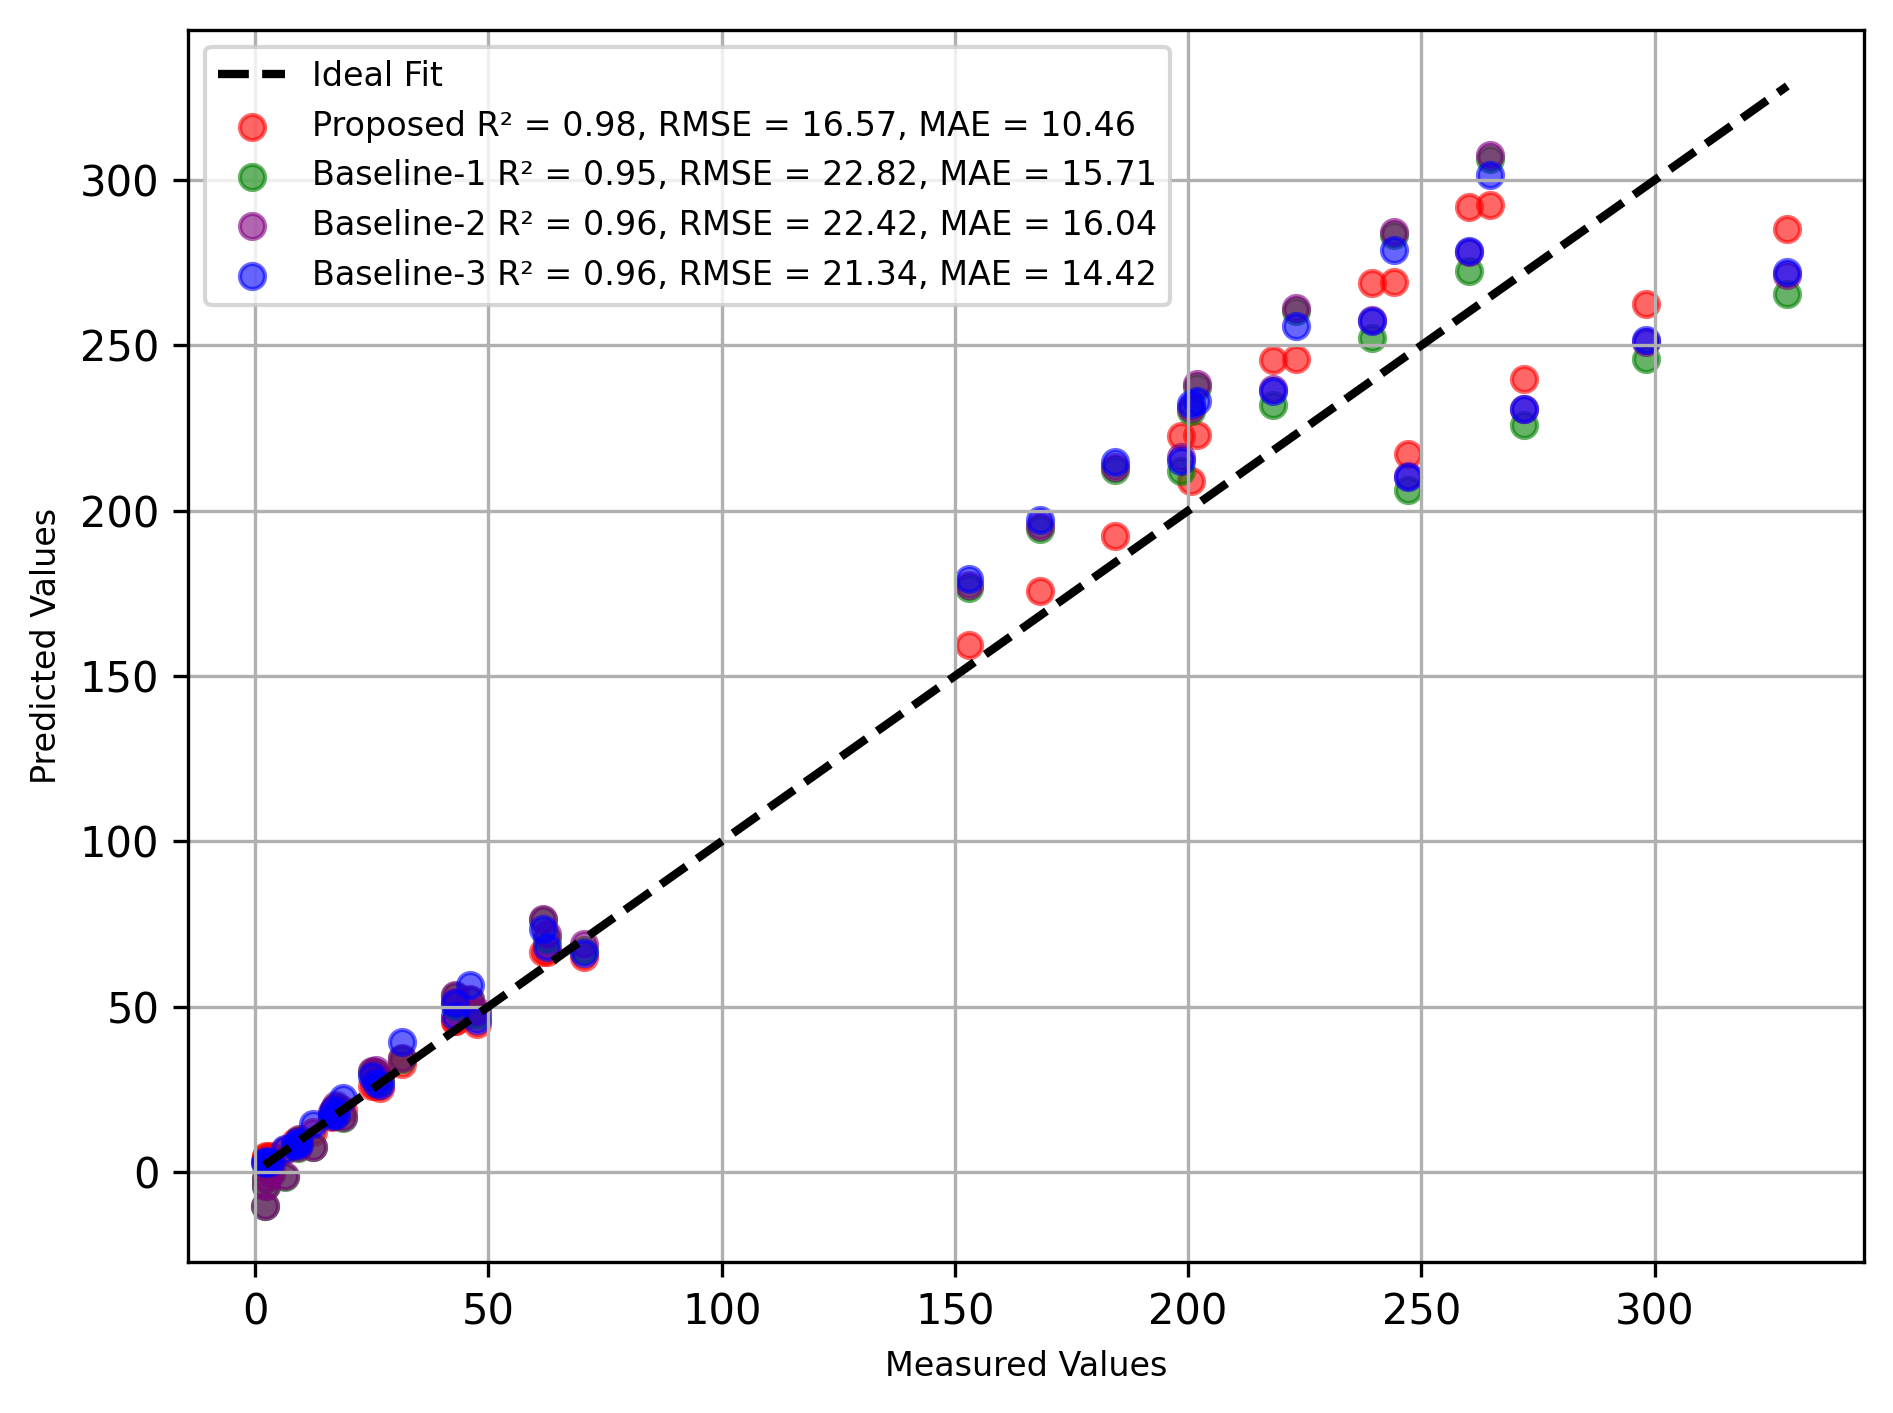 Ideal Fit
Proposed R² = 0.98, RMSE = 16.57, MAE = 10.46
Baseline-1 R² = 0.95, RMSE = 22.82, MAE = 15.71
Baseline-2 R² = 0.96, RMSE = 22.42, MAE = 16.04
Baseline-3 R² = 0.96, RMSE = 21.34, MAE = 14.42
300
250
200
150
100
50
0
Predicted Values
0 50 100 150 200 250 300
Measured Values